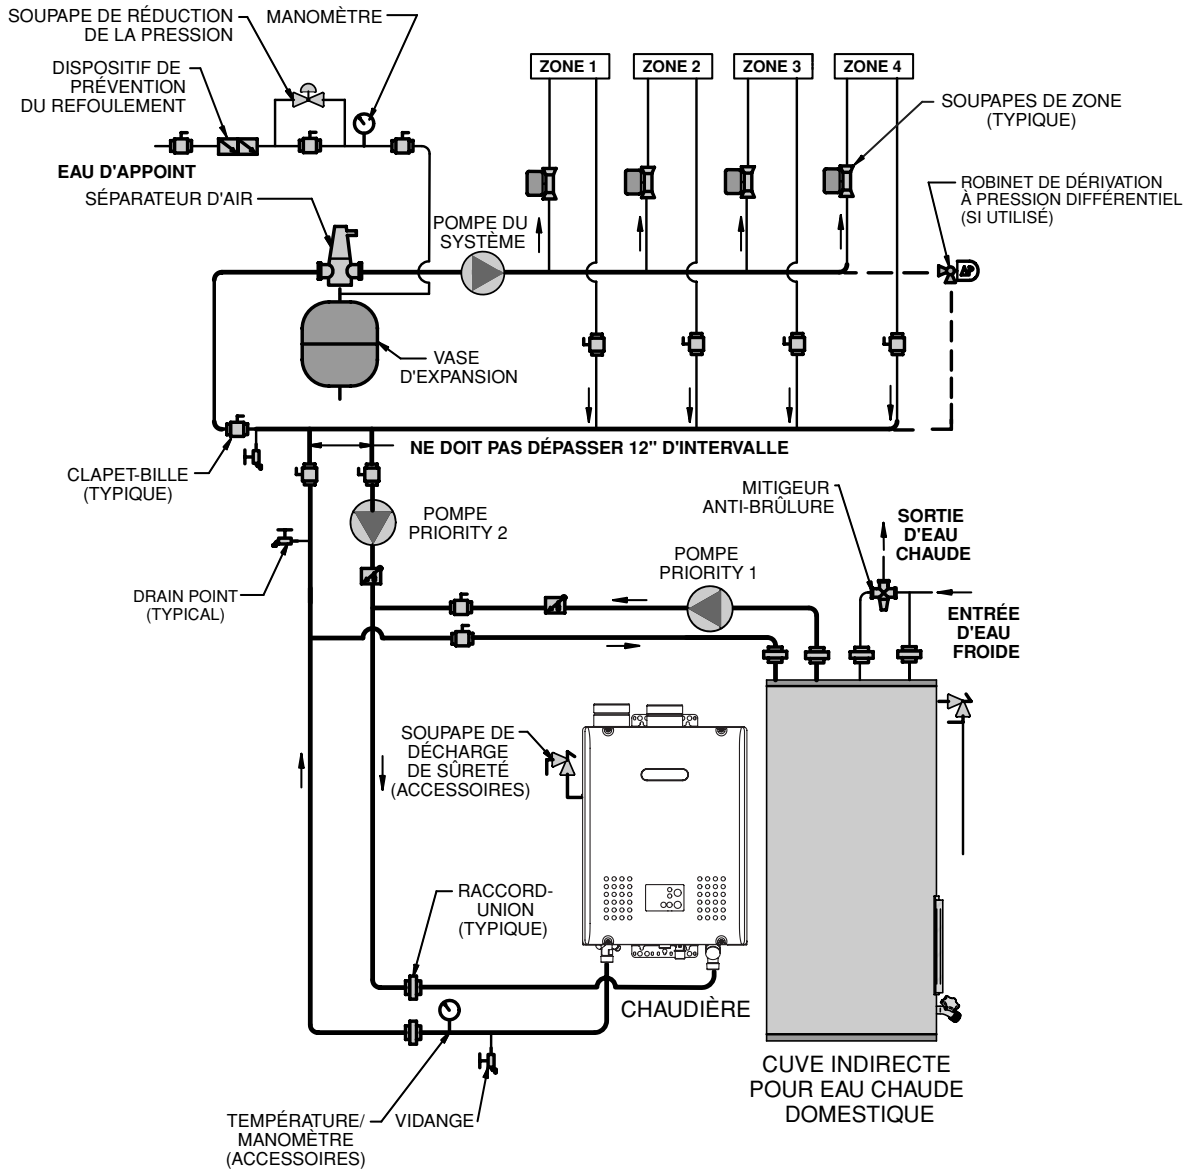 SOUPAPE DE RÉDUCTION
DE LA PRESSION
MANOMÈTRE
DISPOSITIF DE
PRÉVENTION
DU REFOULEMENT
ZONE 1
ZONE 2
ZONE 3
ZONE 4
SOUPAPES DE ZONE
(TYPIQUE)
EAU D'APPOINT
SÉPARATEUR D'AIR
POMPE DU
SYSTÈME
ROBINET DE DÉRIVATION
À PRESSION DIFFÉRENTIEL
(SI UTILISÉ)
ΔP
VASE
D'EXPANSION
NE DOIT PAS DÉPASSER 12" D'INTERVALLE
CLAPET-BILLE
(TYPIQUE)
MITIGEUR
ANTI-BRÛLURE
POMPE
PRIORITY 2
SORTIE
D'EAU
CHAUDE
POMPE
PRIORITY 1
DRAIN POINT
(TYPICAL)
ENTRÉE
D'EAU
FROIDE
SOUPAPE DE
DÉCHARGE
DE SÛRETÉ
(ACCESSOIRES)
RACCORD-
UNION
(TYPIQUE)
CHAUDIÈRE
CUVE INDIRECTE
POUR EAU CHAUDE
DOMESTIQUE
TEMPÉRATURE/
MANOMÈTRE
(ACCESSOIRES)
VIDANGE